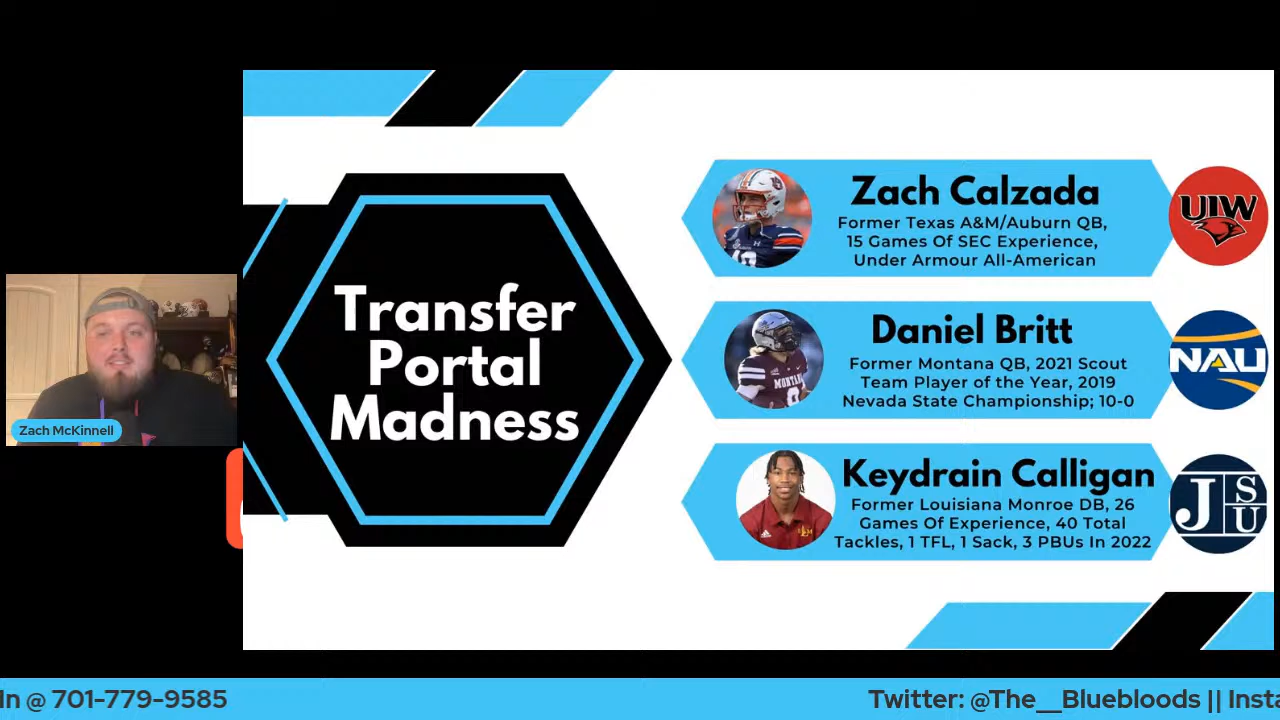 Transfer
Portal
Madness
Zach Calzada
Former Texas A&M/Auburn QB,
15 Games Of SEC Experience,
Under Armour All-American
UIW
Daniel Britt
Former Montana QB, 2021 Scout
Team Player of the Year, 2019
Nevada State Championship; 10-0
MONTANA
NAU
Keydrain Calligan
Former Louisiana Monroe DB, 26
Games Of Experience, 40 Total
Tackles, 1 TFL, 1 Sack, 3 PBUs In 2022
J
SU
Zach McKinnell
In @ 701-779-9585
Twitter: @The__Bluebloods || Insta